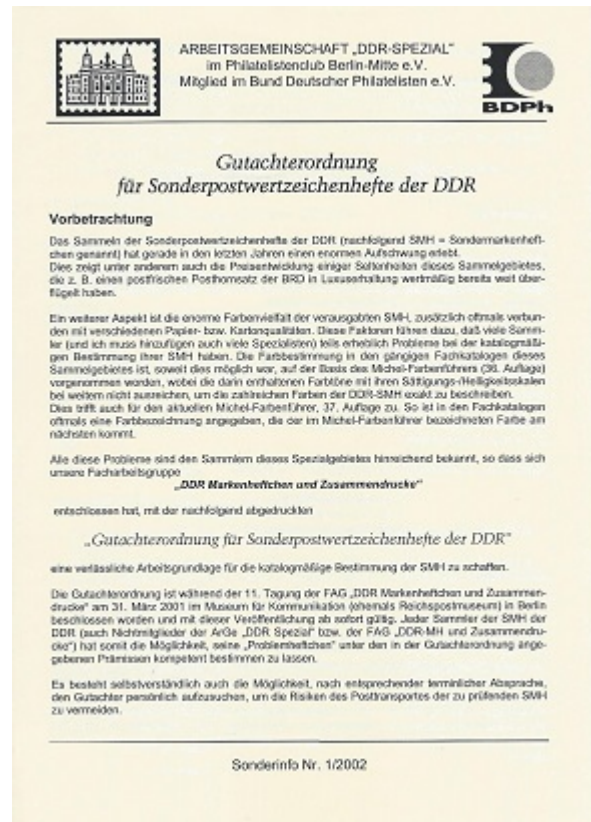 ARBEITSGEMEINSCHAFT „DDR-SPEZIAL"
im Philatelistenclub Berlin-Mitte e.V.
Mitglied im Bund Deutscher Philatelisten e.V.
BDPh
Gutachterordnung
für Sonderpostwertzeichenhefte der DDR
Vorbetrachtung
Das Sammeln der Sonderpostwertzeichenhefte der DDR (nachfolgend SMH = Sondermarkenheft-
chen genannt) hat gerade in den letzten Jahren einen enormen Aufschwung erlebt.
Dies zeigt unter anderem auch die Preisentwicklung einiger Seltenheiten dieses Sammelgebietes,
die z. B. einen postfrischen Posthornsatz der BRD in Luxuserhaltung wertmäßig bereits weit über-
flügelt haben.
Ein weiterer Aspekt ist die enorme Farbenvielfalt der verausgabten SMH, zusätzlich oftmals verbun-
den mit verschiedenen Papier- bzw. Kartonqualitäten. Diese Faktoren führen dazu, daß viele Samm-
ler (und ich muss hinzufügen auch viele Spezialisten) teils erheblich Probleme bei der katalogmäßi-
gen Bestimmung ihrer SMH haben. Die Farbbestimmung in den gängigen Fachkatalogen dieses
Sammelgebietes ist, soweit dies möglich war, auf der Basis des Michel-Farbenführers (36. Auflage)
vorgenommen worden, wobei die darin enthaltenen Farbtöne mit ihren Sättigungs-/Helligkeitsskalen
bei weitem nicht ausreichen, um die zahlreichen Farben der DDR-SMH exakt zu beschreiben.
Dies trifft auch für den aktuellen Michel-Farbenführer, 37. Auflage zu. So ist in den Fachkatalogen
oftmals eine Farbbezeichnung angegeben, die der im Michel-Farbenführer bezeichneten Farbe am
nächsten kommt.
Alle diese Probleme sind den Sammlern dieses Spezialgebietes hinreichend bekannt, so dass sich
unsere Facharbeitsgruppe
„DDR Markenheftchen und Zusammendrucke"
entschlossen hat, mit der nachfolgend abgedruckten
„Gutachterordnung für Sonderpostwertzeichenhefte der DDR"
eine verlässliche Arbeitsgrundlage für die katalogmäßige Bestimmung der SMH zu schaffen.
Die Gutachterordnung ist während der 11. Tagung der FAG „DDR Markenheftchen und Zusammen-
drucke" am 31. März 2001 im Museum für Kommunikation (ehemals Reichspostmuseum) in Berlin
beschlossen worden und mit dieser Veröffentlichung ab sofort gültig. Jeder Sammler der SMH der
DDR (auch Nichtmitglieder der ArGe „DDR Spezial" bzw. der FAG „DDR-MH und Zusammendru-
cke") hat somit die Möglichkeit, seine „Problemheftchen" unter den in der Gutachterordnung ange-
gebenen Prämissen kompetent bestimmen zu lassen.
Es besteht selbstverständlich auch die Möglichkeit, nach entsprechender terminlicher Absprache,
den Gutachter persönlich aufzusuchen, um die Risiken des Posttransportes der zu prüfenden SMH
zu vermeiden.
Sonderinfo Nr. 1/2002